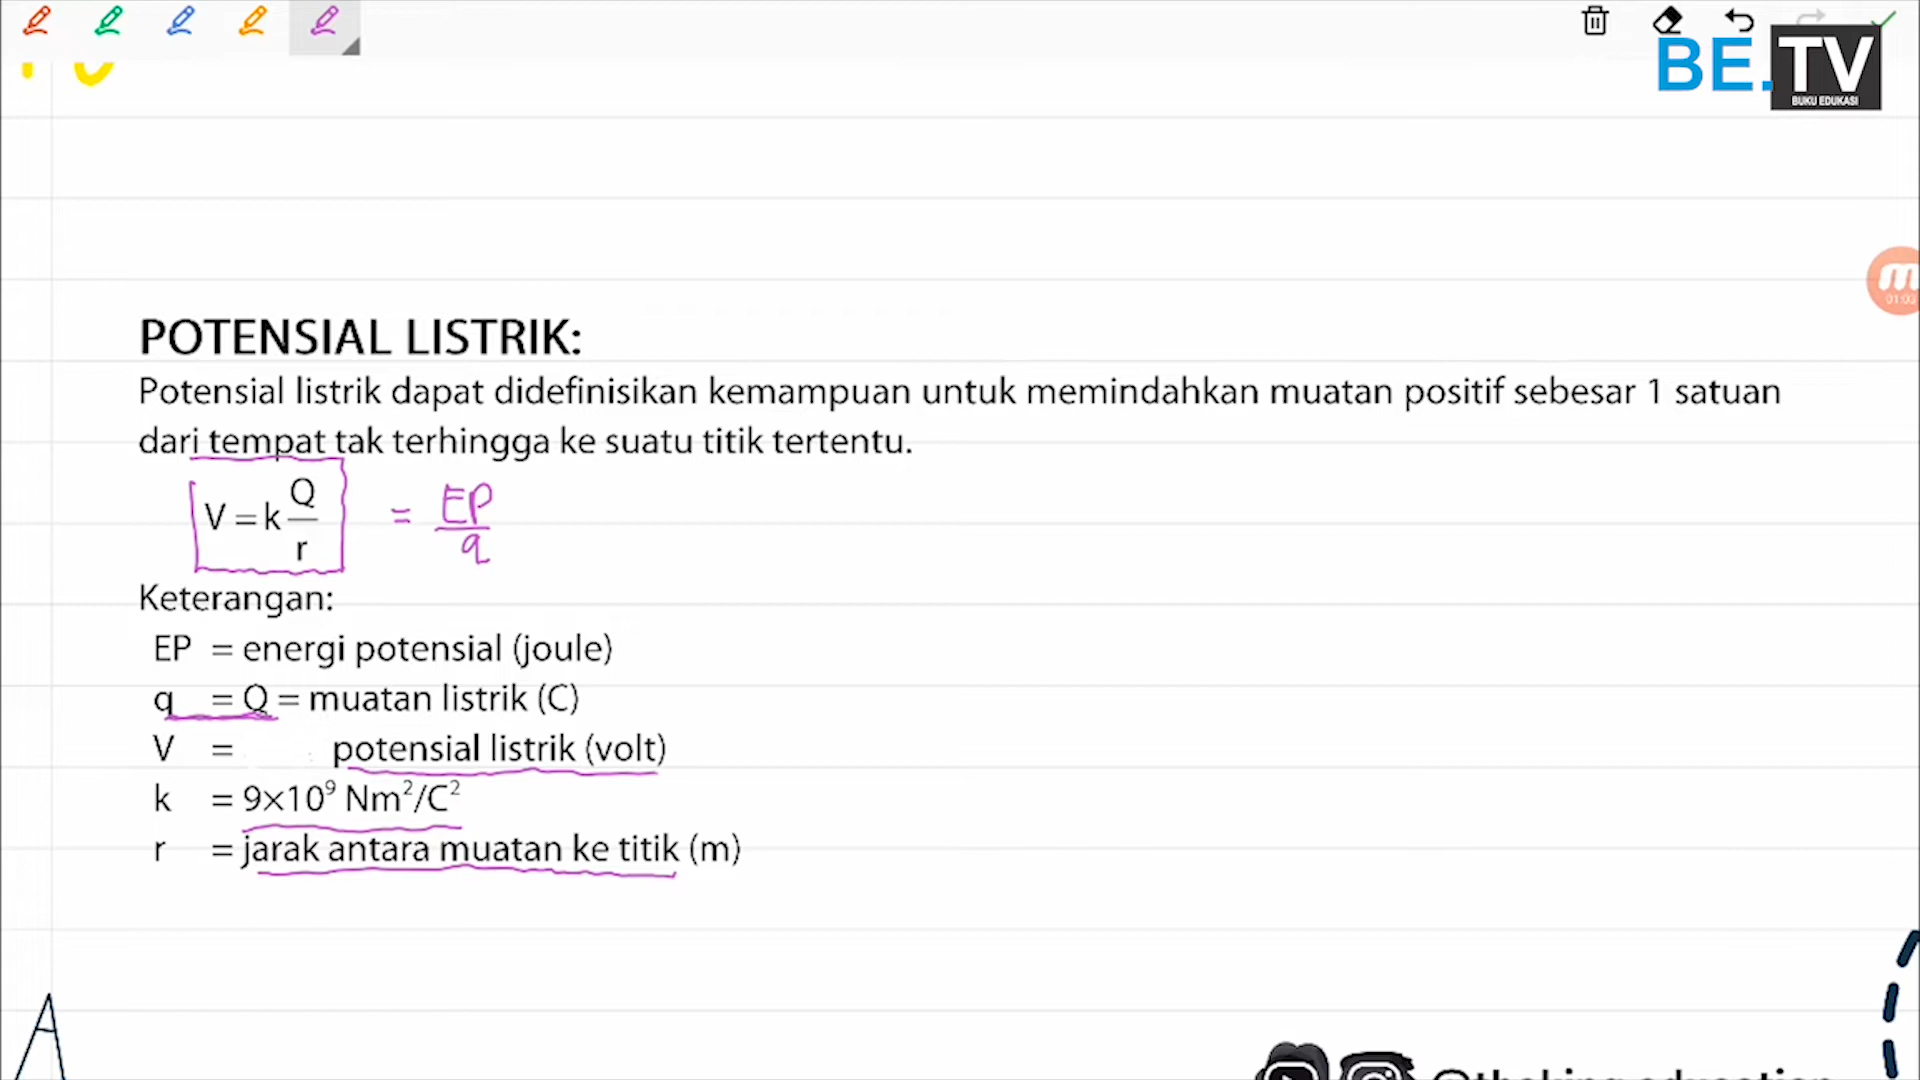 BE.TV
BUKU EDUKASI
01:03
POTENSIAL LISTRIK:
Potensial listrik dapat didefinisikan kemampuan untuk memindahkan muatan positif sebesar 1 satuan
dari tempat tak terhingga ke suatu titik tertentu.
V = k Q/r = EP/q
Keterangan:
EP = energi potensial (joule)
q = Q = muatan listrik (C)
V = potensial listrik (volt)
k = 9×10⁹ Nm²/C²
r = jarak antara muatan ke titik (m)
A